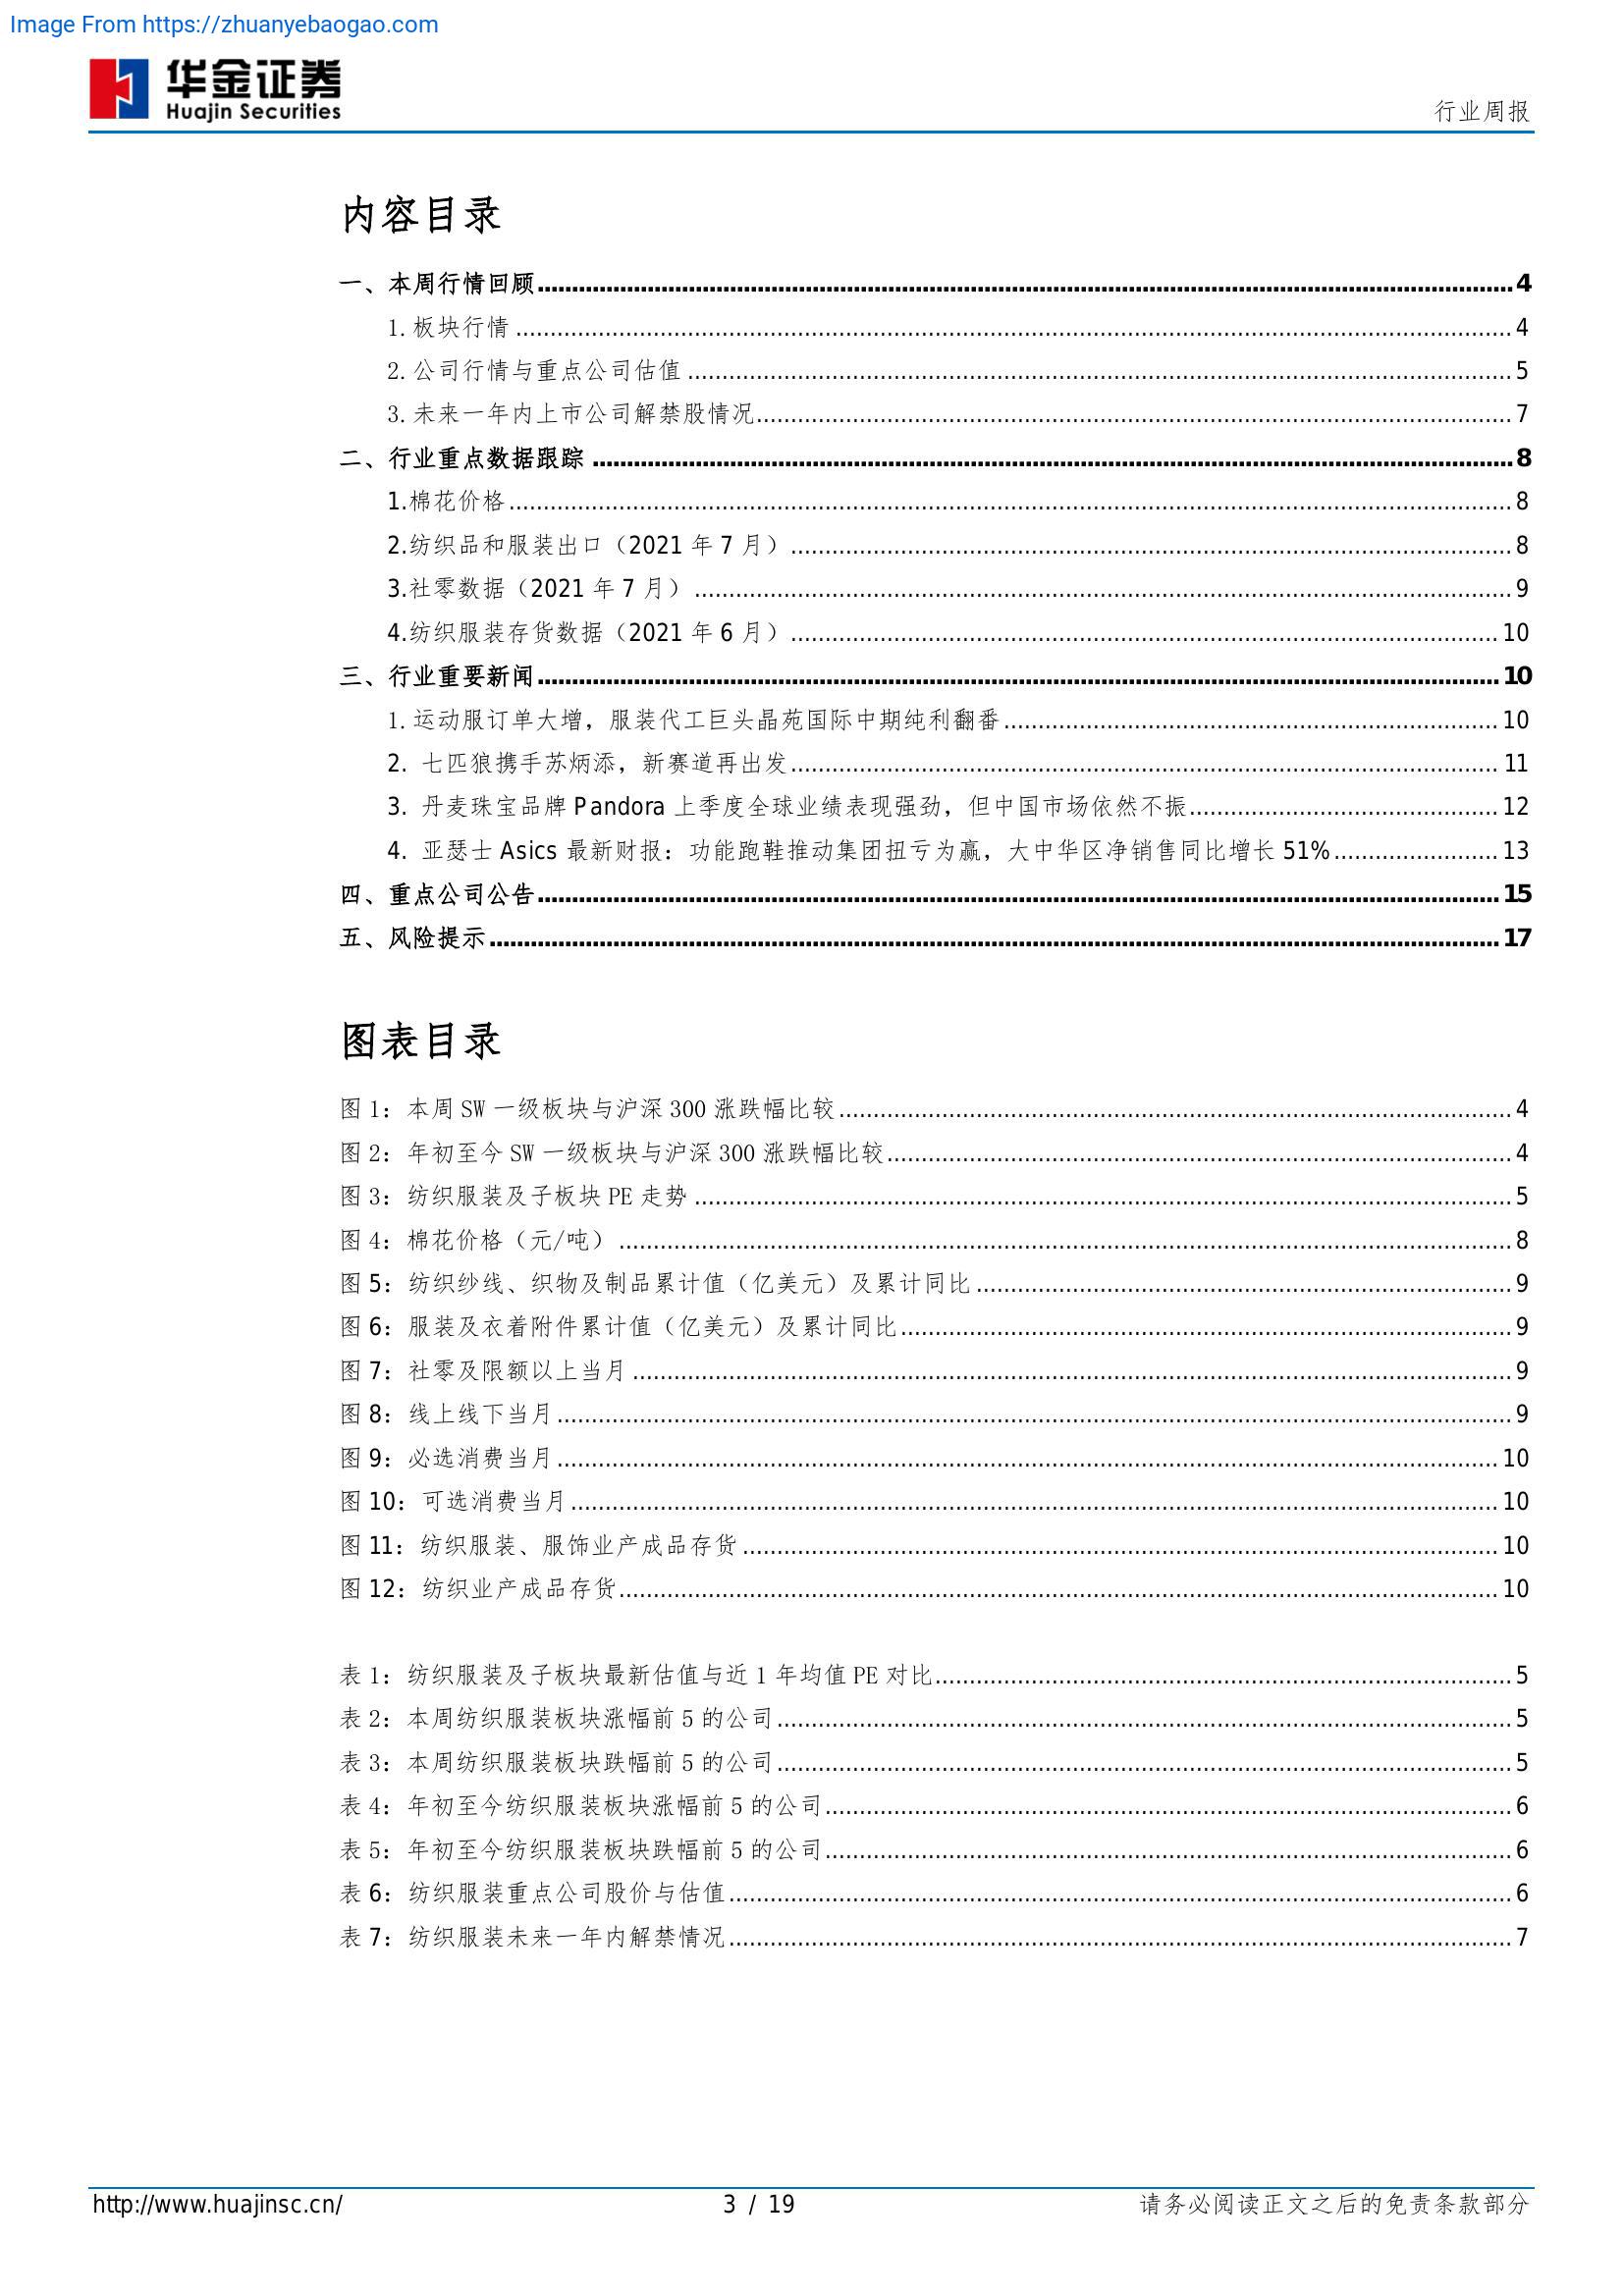 Image From https://zhuanyebaogao.com
华金证券
Huajin Securities
行业周报
内容目录
一、本周行情回顾 4
1.板块行情 4
2.公司行情与重点公司估值 5
3.未来一年内上市公司解禁股情况 7
二、行业重点数据跟踪 8
1.棉花价格 8
2.纺织品和服装出口（2021 年 7 月） 8
3.社零数据（2021 年 7 月） 9
4.纺织服装存货数据（2021 年 6 月） 10
三、行业重要新闻 10
1.运动服订单大增，服装代工巨头晶苑国际中期纯利翻番 10
2. 七匹狼携手苏炳添，新赛道再出发 11
3. 丹麦珠宝品牌 Pandora 上季度全球业绩表现强劲，但中国市场依然不振 12
4. 亚瑟士 Asics 最新财报：功能跑鞋推动集团扭亏为赢，大中华区净销售同比增长 51% 13
四、重点公司公告 15
五、风险提示 17
图表目录
图 1：本周 SW 一级板块与沪深 300 涨跌幅比较 4
图 2：年初至今 SW 一级板块与沪深 300 涨跌幅比较 4
图 3：纺织服装及子板块 PE 走势 5
图 4：棉花价格（元/吨） 8
图 5：纺织纱线、织物及制品累计值（亿美元）及累计同比 9
图 6：服装及衣着附件累计值（亿美元）及累计同比 9
图 7：社零及限额以上当月 9
图 8：线上线下当月 9
图 9：必选消费当月 10
图 10：可选消费当月 10
图 11：纺织服装、服饰业产成品存货 10
图 12：纺织业产成品存货 10
表 1：纺织服装及子板块最新估值与近 1 年均值 PE 对比 5
表 2：本周纺织服装板块涨幅前 5 的公司 5
表 3：本周纺织服装板块跌幅前 5 的公司 5
表 4：年初至今纺织服装板块涨幅前 5 的公司 6
表 5：年初至今纺织服装板块跌幅前 5 的公司 6
表 6：纺织服装重点公司股价与估值 6
表 7：纺织服装未来一年内解禁情况 7
http://www.huajinsc.cn/
3 / 19
请务必阅读正文之后的免责条款部分